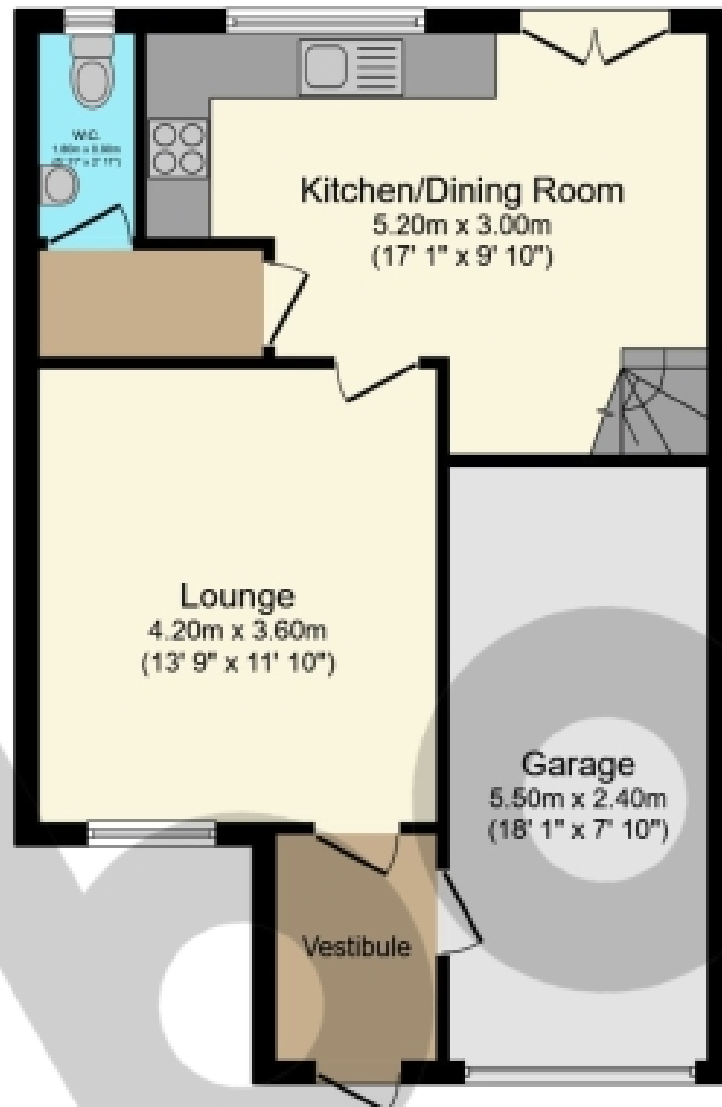 W.C.
Kitchen/Dining Room
5.20m x 3.00m
(17' 1" x 9' 10")
Lounge
4.20m x 3.60m
(13' 9" x 11' 10")
Garage
5.50m x 2.40m
(18' 1" x 7' 10")
Vestibule